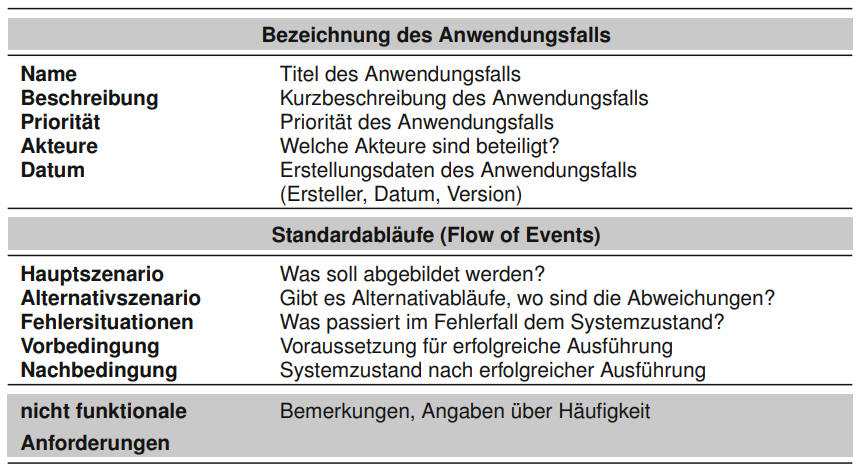 Bezeichnung des Anwendungsfalls
Name Titel des Anwendungsfalls
Beschreibung Kurzbeschreibung des Anwendungsfalls
Priorität Priorität des Anwendungsfalls
Akteure Welche Akteure sind beteiligt?
Datum Erstellungsdaten des Anwendungsfalls
(Ersteller, Datum, Version)
Standardabläufe (Flow of Events)
Hauptszenario Was soll abgebildet werden?
Alternativszenario Gibt es Alternativabläufe, wo sind die Abweichungen?
Fehlersituationen Was passiert im Fehlerfall dem Systemzustand?
Vorbedingung Voraussetzung für erfolgreiche Ausführung
Nachbedingung Systemzustand nach erfolgreicher Ausführung
nicht funktionale Bemerkungen, Angaben über Häufigkeit
Anforderungen